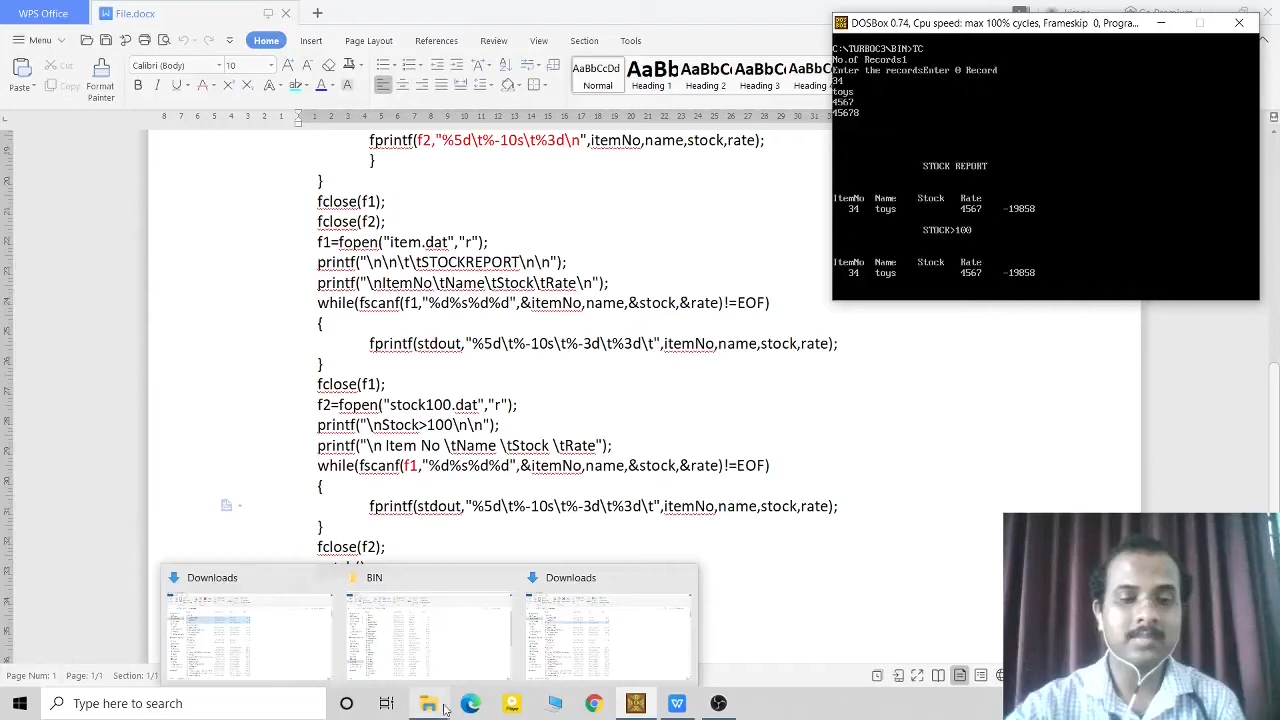 WPS Office
File.docx
DOSBox 0.74, Cpu speed: max 100% cycles, Frameskip 0, Progra...
Menu
Home
Insert
Page Layout
Review
View
Section
Paste
Cut
Copy
Format
Painter
Calibri (Body)
B
AaBbCcDd
Normal
AaBb
Heading 1
AaBbC
Heading 2
AaBbC
Heading 3
AaBbC
C:\TURBOC3\BIN>TC
No.of Records1
Enter the recordsEnter 0 Record
34
toys
4567
45678
STOCK REPORT
ItemNo Name Stock Rate
34 toys 4567 -19858
STOCK>100
ItemNo Name Stock Rate
34 toys 4567 -19858
fprintf(f2,"%5d\t%-10s\t%3d\n",itemNo,name,stock,rate);
}
}
fclose(f1);
fclose(f2);
f1=fopen("item.dat","r");
printf("\n\n\t\tSTOCKREPORT\n\n");
printf("\nItemNo\tName\tStock\tRate\n");
while(fscanf(f1,"%d%s%d%d",&itemNo,name,&stock,&rate)!=EOF)
{
fprintf(stdout,"%5d\t%-10s\t%-3d\t%3d\t",itemNo,name,stock,rate);
}
fclose(f1);
f2=fopen("stock100.dat","r");
printf("\nStock>100\n\n");
printf("\n Item No \tName \tStock \tRate");
while(fscanf(f1,"%d%s%d%d",&itemNo,name,&stock,&rate)!=EOF)
{
fprintf(stdout,"%5d\t%-10s\t%-3d\t%3d\t",itemNo,name,stock,rate);
}
fclose(f2);
Downloads
BIN
Downloads
Page Num: 1 Page: 1/1
Type here to search